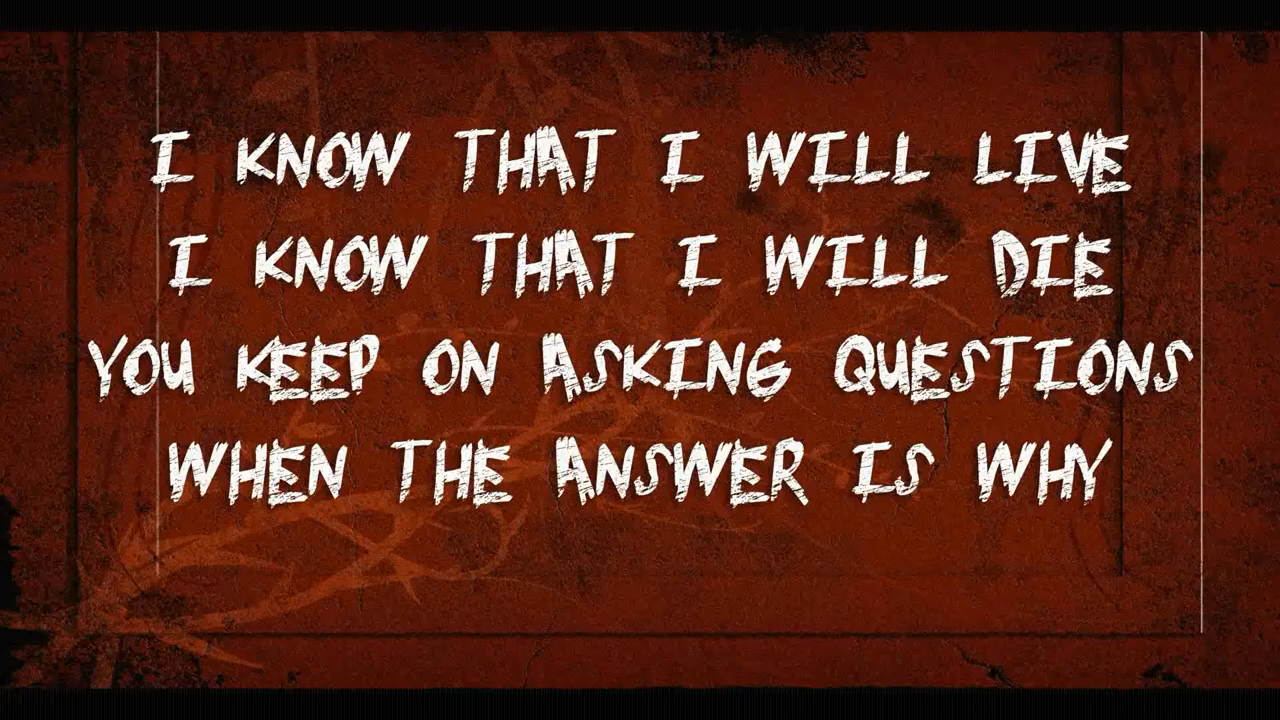 I KNOW THAT I WILL LIVE
I KNOW THAT I WILL DIE
YOU KEEP ON ASKING QUESTIONS
WHEN THE ANSWER IS WHY